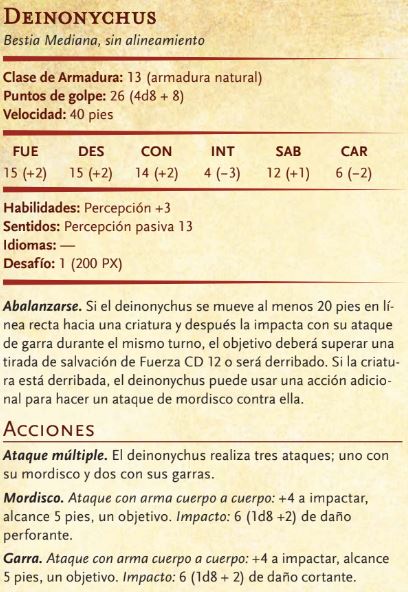 Deinonychus
Bestia Mediana, sin alineamiento
Clase de Armadura: 13 (armadura natural)
Puntos de golpe: 26 (4d8 + 8)
Velocidad: 40 pies
FUE DES CON INT SAB CAR
15 (+2) 15 (+2) 14 (+2) 4 (−3) 12 (+1) 6 (−2)
Habilidades: Percepción +3
Sentidos: Percepción pasiva 13
Idiomas: —
Desafío: 1 (200 PX)
Abalanzarse. Si el deinonychus se mueve al menos 20 pies en lí-
nea recta hacia una criatura y después la impacta con su ataque
de garra durante el mismo turno, el objetivo deberá superar una
tirada de salvación de Fuerza CD 12 o será derribado. Si la criatu-
ra está derribada, el deinonychus puede usar una acción adicio-
nal para hacer un ataque de mordisco contra ella.
Acciones
Ataque múltiple. El deinonychus realiza tres ataques; uno con
su mordisco y dos con sus garras.
Mordisco. Ataque con arma cuerpo a cuerpo: +4 a impactar,
alcance 5 pies, un objetivo. Impacto: 6 (1d8 +2) de daño
perforante.
Garra. Ataque con arma cuerpo a cuerpo: +4 a impactar, alcance
5 pies, un objetivo. Impacto: 6 (1d8 + 2) de daño cortante.